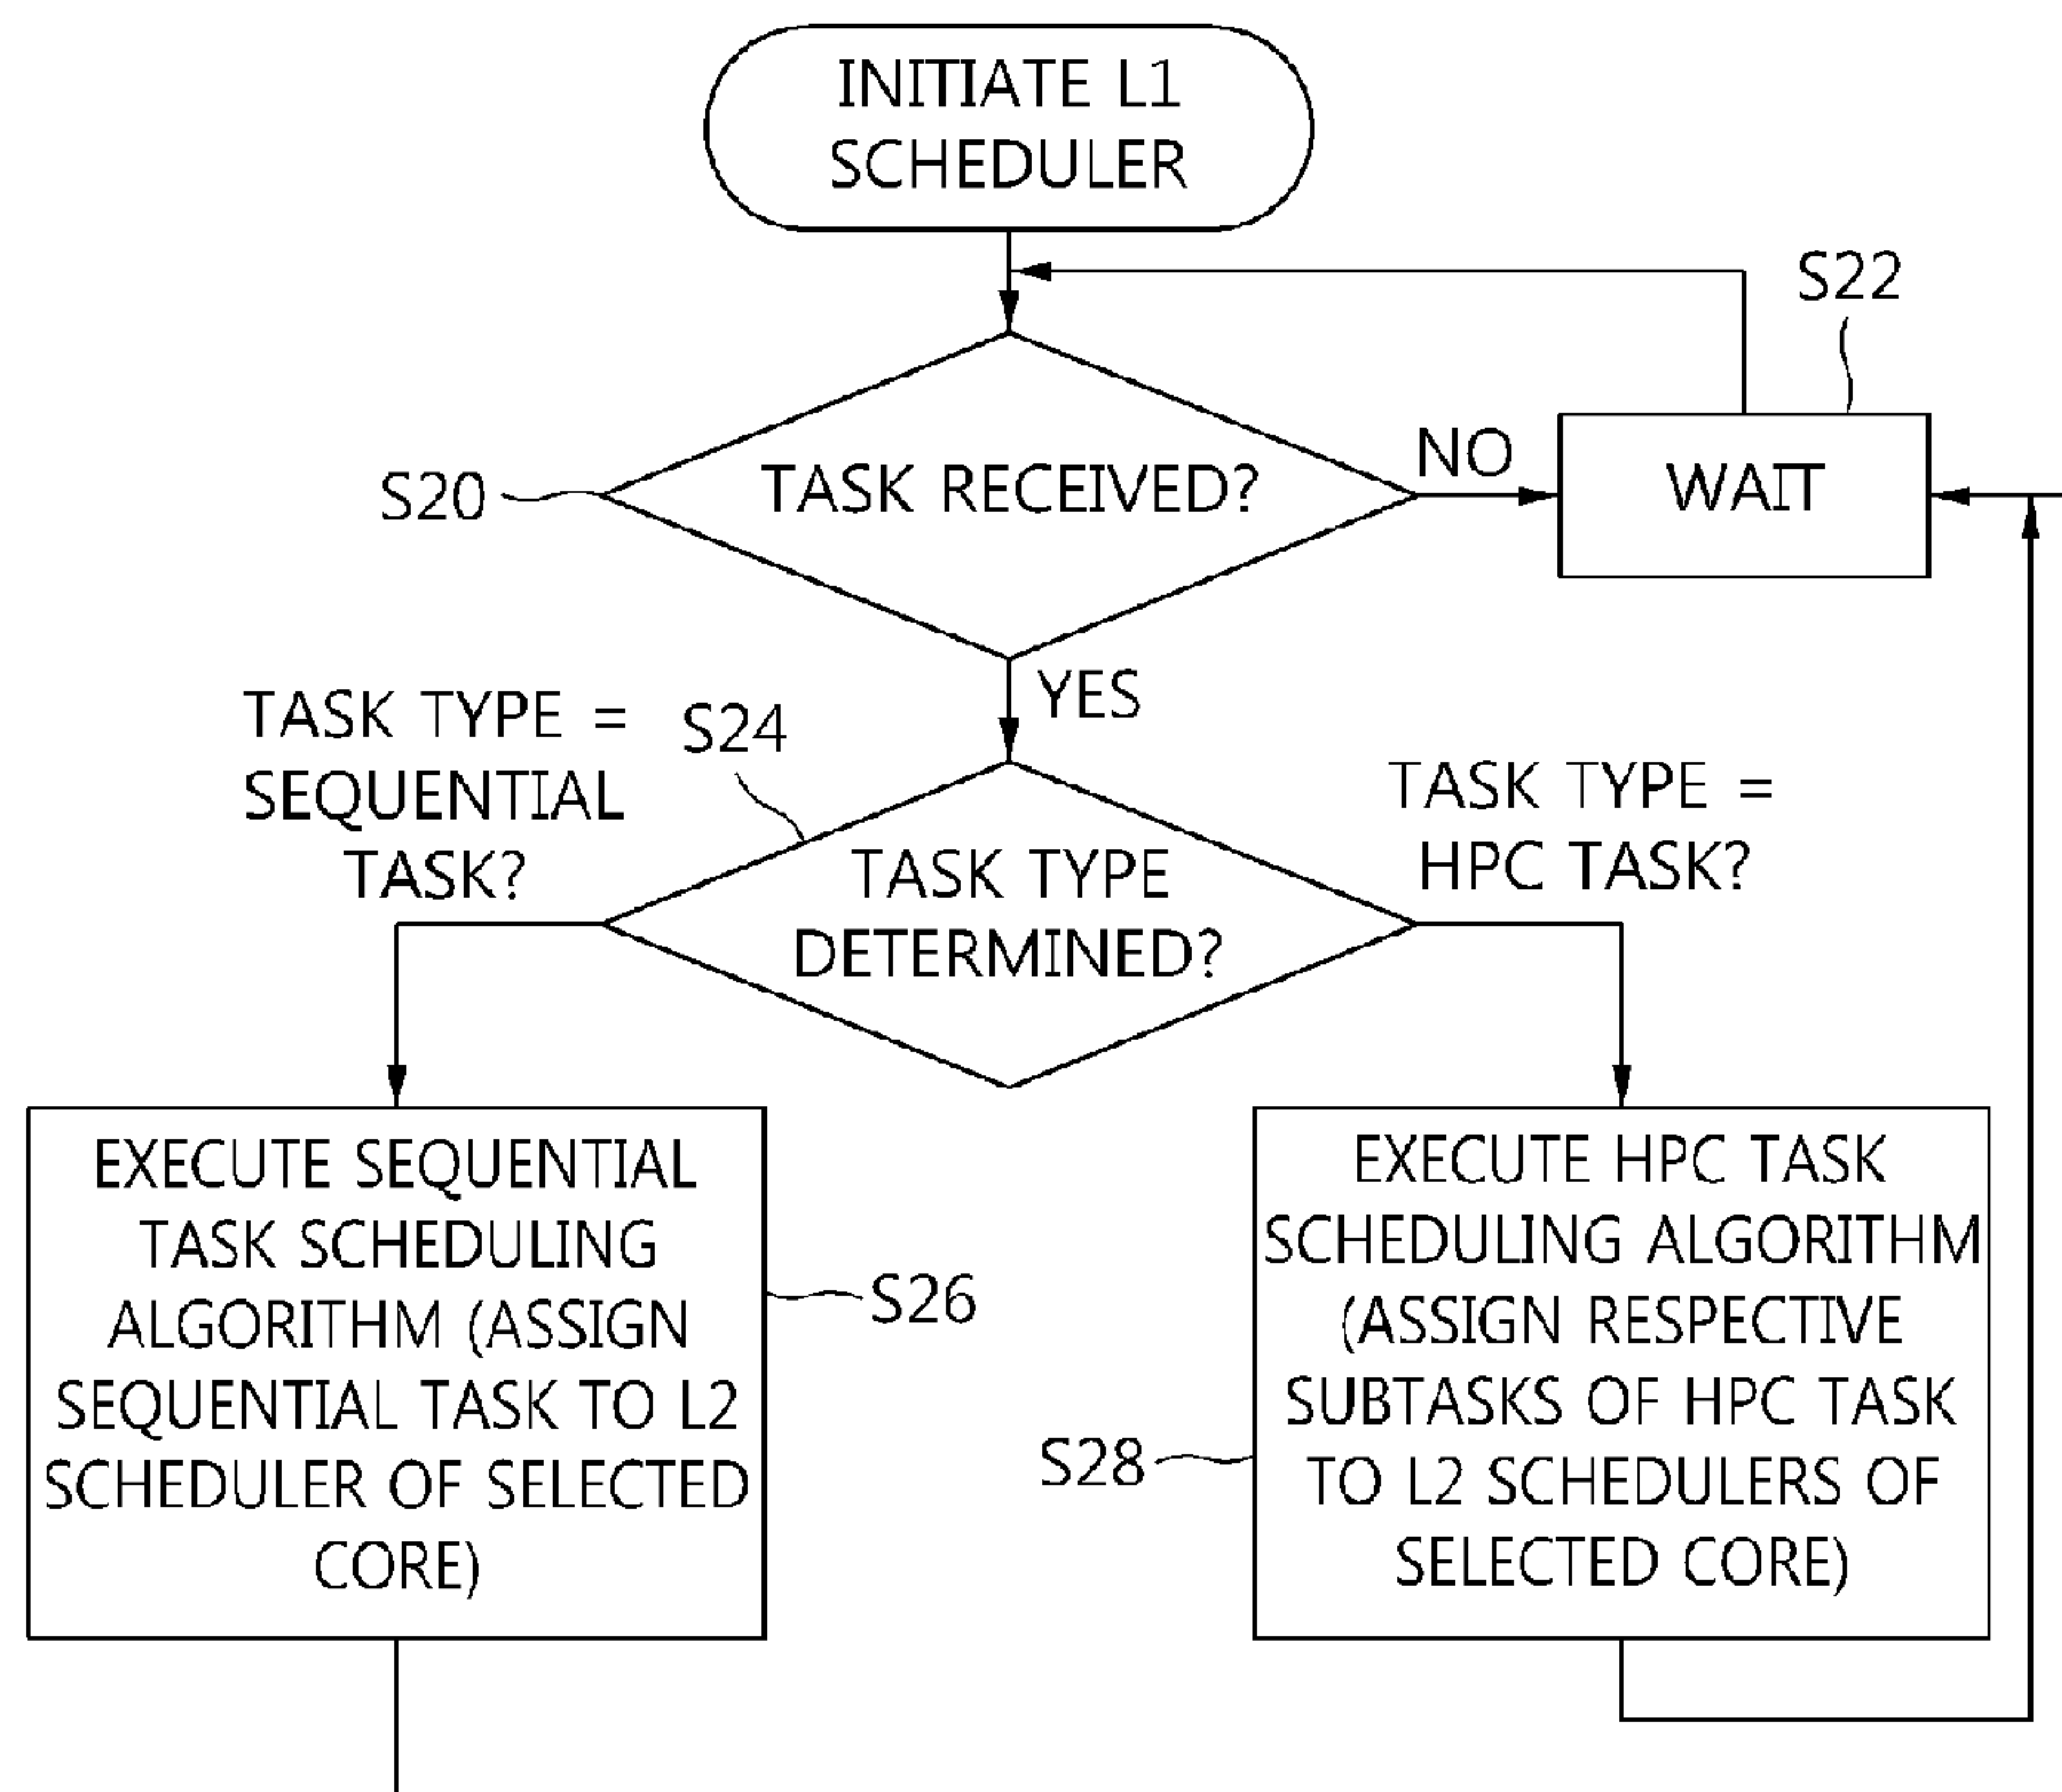 INITIATE L1
SCHEDULER
S22
S20
TASK RECEIVED?
NO
WAIT
YES
TASK TYPE =
SEQUENTIAL
TASK?
S24
TASK TYPE =
HPC TASK?
TASK TYPE
DETERMINED?
EXECUTE SEQUENTIAL
TASK SCHEDULING
ALGORITHM (ASSIGN
SEQUENTIAL TASK TO L2
SCHEDULER OF SELECTED
CORE)
S26
S28
EXECUTE HPC TASK
SCHEDULING ALGORITHM
(ASSIGN RESPECTIVE
SUBTASKS OF HPC TASK
TO L2 SCHEDULERS OF
SELECTED CORE)